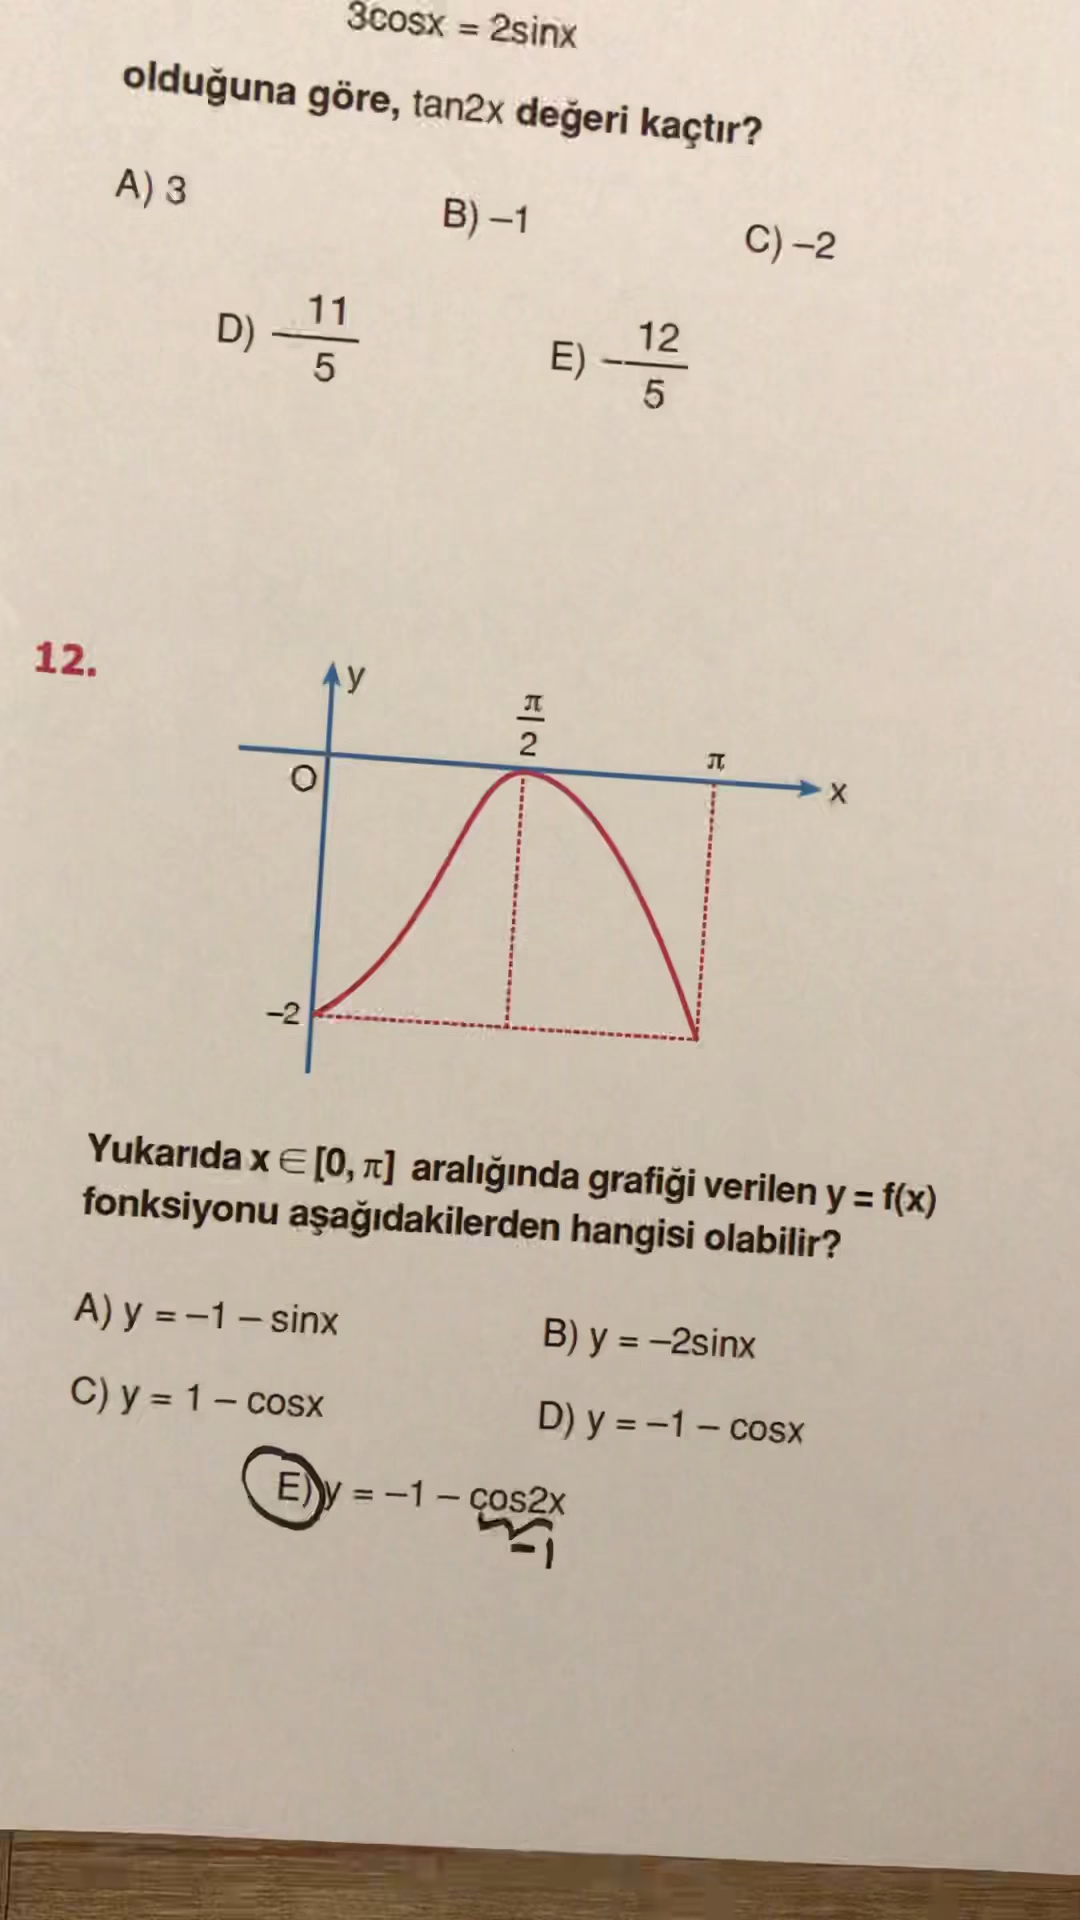 3cosx = 2sinx
olduğuna göre, tan2x değeri kaçtır?
A) 3
B) –1
C) –2
D) –11/5
E) –12/5
12.
y
π/2
π
O
x
–2
Yukarıda x ∈ [0, π] aralığında grafiği verilen y = f(x)
fonksiyonu aşağıdakilerden hangisi olabilir?
A) y = –1 – sinx
B) y = –2sinx
C) y = 1 – cosx
D) y = –1 – cosx
E) y = –1 – cos2x
–1